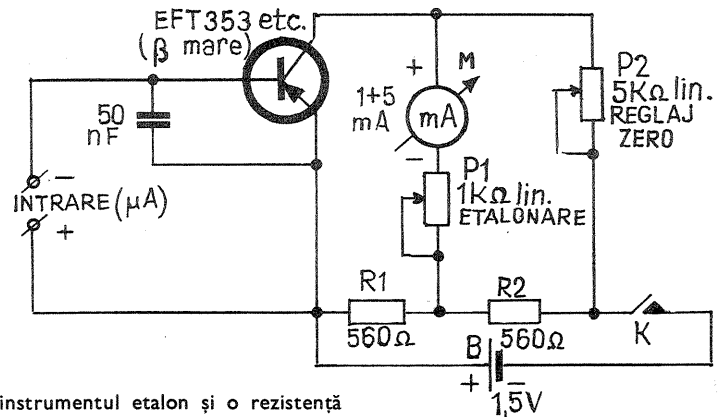 EFT353 etc.
(β mare)
50
nF
INTRARE (μA)
−
+
+
M
1÷5
mA
mA
−
P1
1KΩ lin.
ETALONARE
P2
5KΩ lin.
REGLAJ
ZERO
R1
560Ω
R2
560Ω
K
B
+
−
1,5V
instrumentul etalon și o rezistență